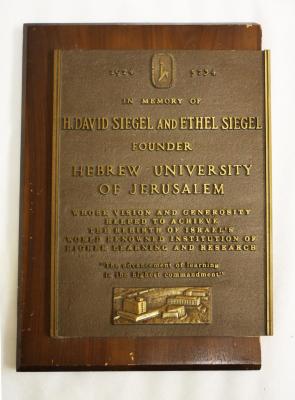 1974 5734
IN MEMORY OF
H. DAVID SIEGEL AND ETHEL SIEGEL
FOUNDER
HEBREW UNIVERSITY
OF JERUSALEM
WHOSE VISION AND GENEROSITY
HELPED TO ACHIEVE
THE REBIRTH OF ISRAEL'S
WORLD RENOWNED INSTITUTION OF
HIGHER LEARNING AND RESEARCH
"The advancement of learning
is the highest commandment"